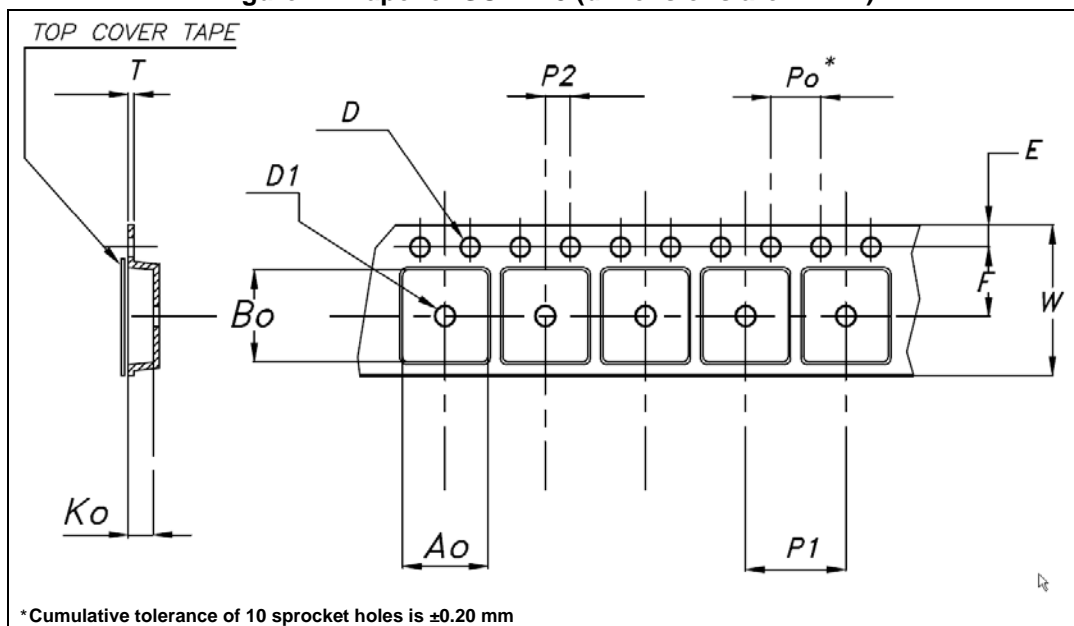 TOP COVER TAPE
T
P2
Po*
D
E
D1
Bo
F
W
Ko
Ao
P1
*Cumulative tolerance of 10 sprocket holes is ±0.20 mm